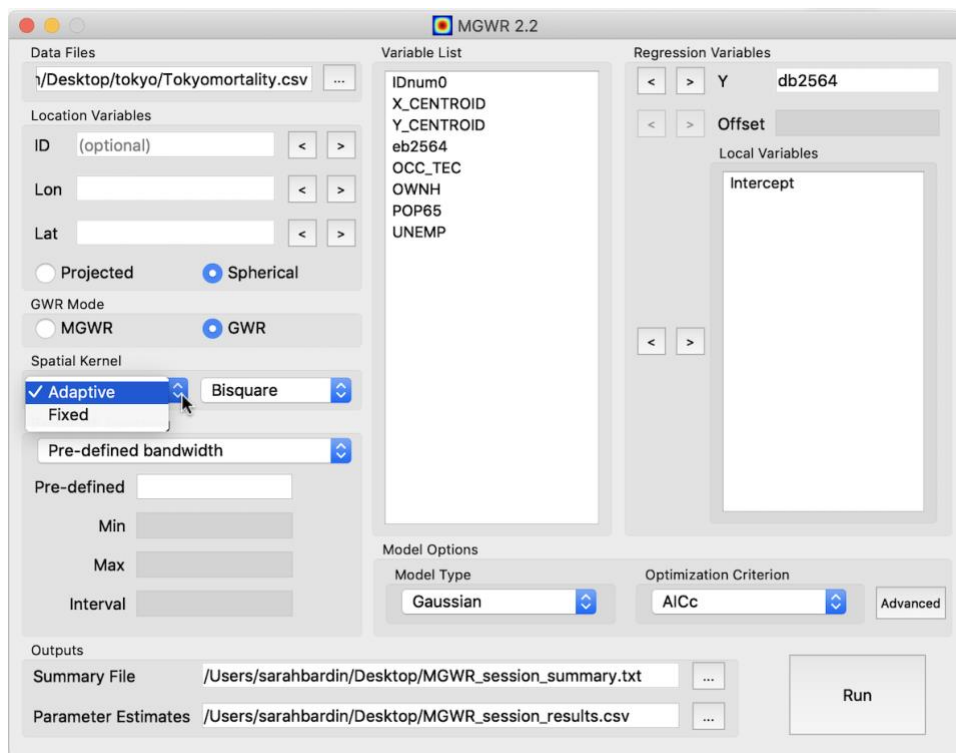 MGWR 2.2
Data Files
ı/Desktop/tokyo/Tokyomortality.csv
...
Location Variables
ID (optional) < >
Lon < >
Lat < >
Projected Spherical
GWR Mode
MGWR GWR
Spatial Kernel
✓ Adaptive Bisquare
Fixed
Pre-defined bandwidth
Pre-defined
Min
Max
Interval
Variable List
IDnum0
X_CENTROID
Y_CENTROID
eb2564
OCC_TEC
OWNH
POP65
UNEMP
Regression Variables
< > Y db2564
< > Offset
Local Variables
Intercept
< >
Model Options
Model Type
Gaussian
Optimization Criterion
AICc
Advanced
Outputs
Summary File /Users/sarahbardin/Desktop/MGWR_session_summary.txt ...
Parameter Estimates /Users/sarahbardin/Desktop/MGWR_session_results.csv ...
Run